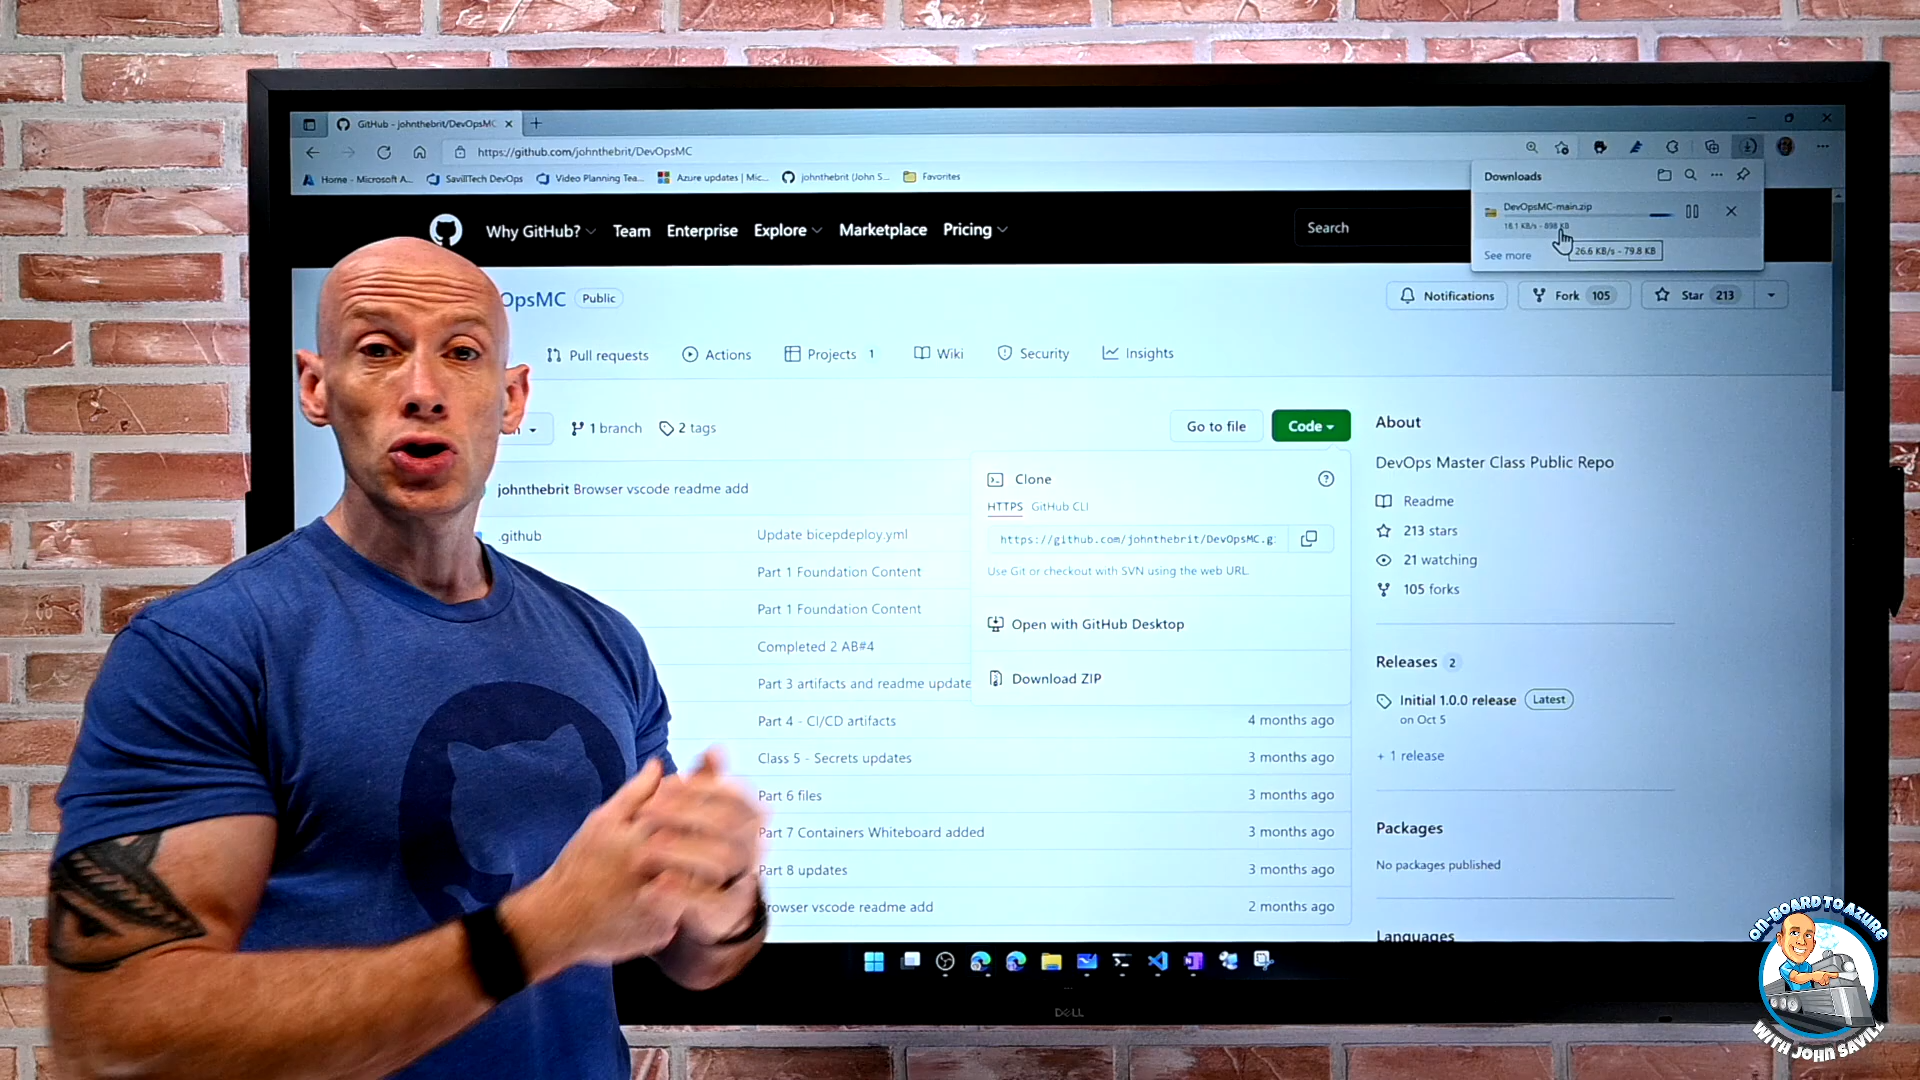 GitHub - johnthebrit/DevOpsMC
https://github.com/johnthebrit/DevOpsMC
Home - Microsoft A...
SavillTech DevOps
Video Planning Tea...
Azure updates | Mic...
johnthebrit (John S...
Favorites
Downloads
DevOpsMC-main.zip
See more
26.6 KB/s - 79.8 KB
Why GitHub?
Team
Enterprise
Explore
Marketplace
Pricing
Search
OpsMC
Public
Notifications
Fork 105
Star 213
Pull requests
Actions
Projects 1
Wiki
Security
Insights
1 branch
2 tags
Go to file
Code
johnthebrit Browser vscode readme add
.github
Update bicepdeploy.yml
Part 1 Foundation Content
Part 1 Foundation Content
Completed 2 AB#4
Part 3 artifacts and readme update
Part 4 - CI/CD artifacts
4 months ago
Class 5 - Secrets updates
3 months ago
Part 6 files
3 months ago
Part 7 Containers Whiteboard added
3 months ago
Part 8 updates
3 months ago
rowser vscode readme add
2 months ago
Clone
HTTPS
GitHub CLI
https://github.com/johnthebrit/DevOpsMC.g
Use Git or checkout with SVN using the web URL.
Open with GitHub Desktop
Download ZIP
About
DevOps Master Class Public Repo
Readme
213 stars
21 watching
105 forks
Releases 2
Initial 1.0.0 release
Latest
on Oct 5
+ 1 release
Packages
No packages published
Languages
DELL
ON-BOARD TO AZURE
WITH JOHN SAVILL